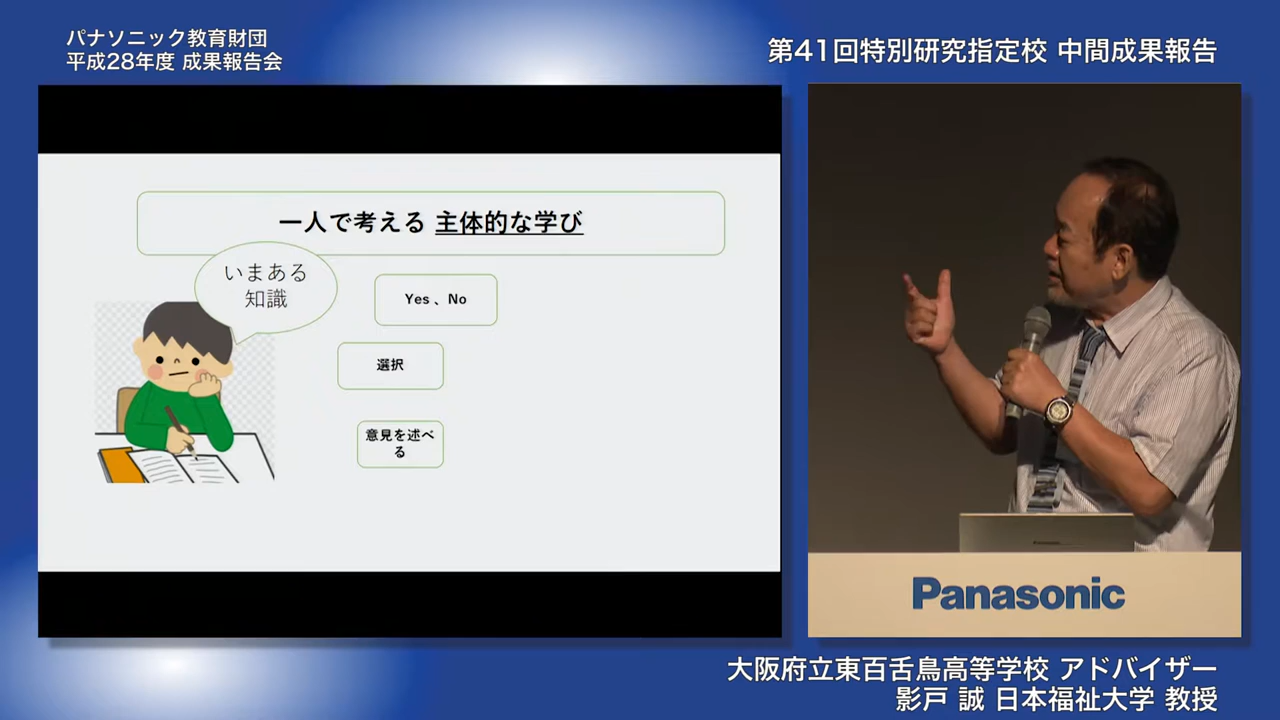 パナソニック教育財団
平成28年度 成果報告会
第41回特別研究指定校 中間成果報告
一人で考える 主体的な学び
いまある
知識
Yes 、No
選択
意見を述べ
る
Panasonic
大阪府立東百舌鳥高等学校 アドバイザー
影戸 誠 日本福祉大学 教授